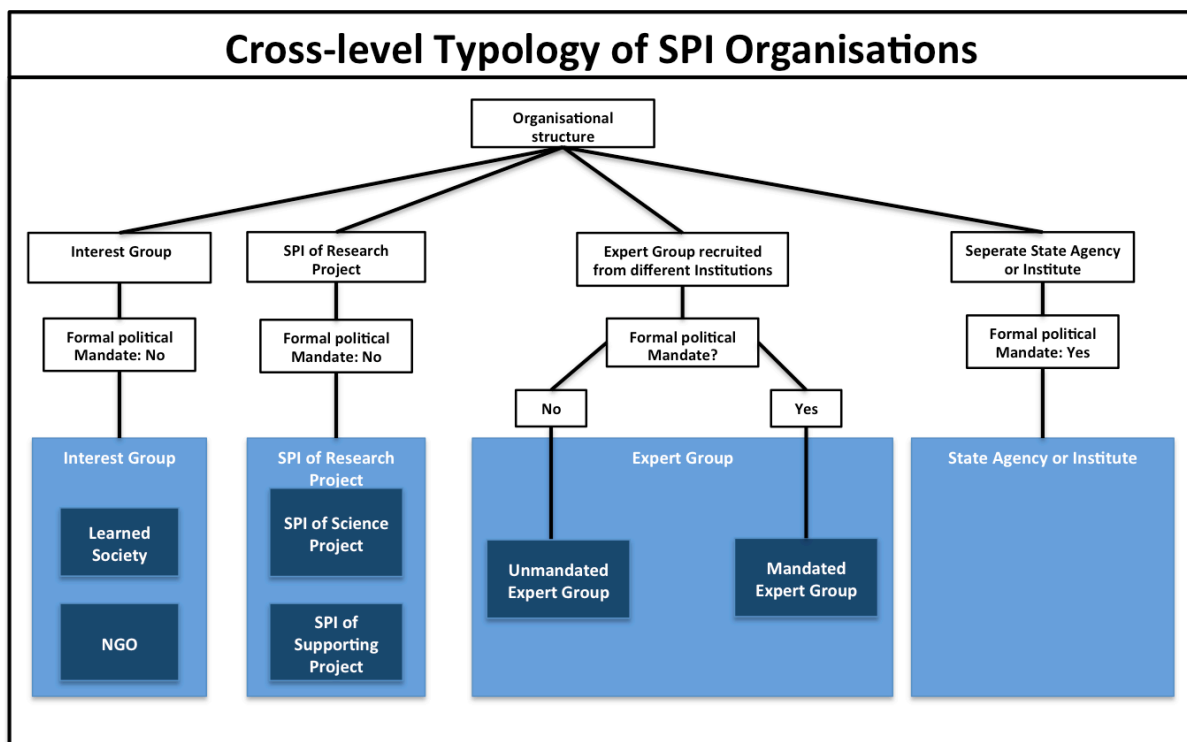 Cross-level Typology of SPI Organisations
Organisational
structure
Interest Group
SPI of Research
Project
Expert Group recruited
from different Institutions
Seperate State Agency
or Institute
Formal political
Mandate: No
Formal political
Mandate: No
Formal political
Mandate?
Formal political
Mandate: Yes
No
Yes
Interest Group
SPI of Research
Project
Expert Group
State Agency or Institute
Learned
Society
SPI of Science
Project
Unmandated
Expert Group
Mandated
Expert Group
NGO
SPI of
Supporting
Project